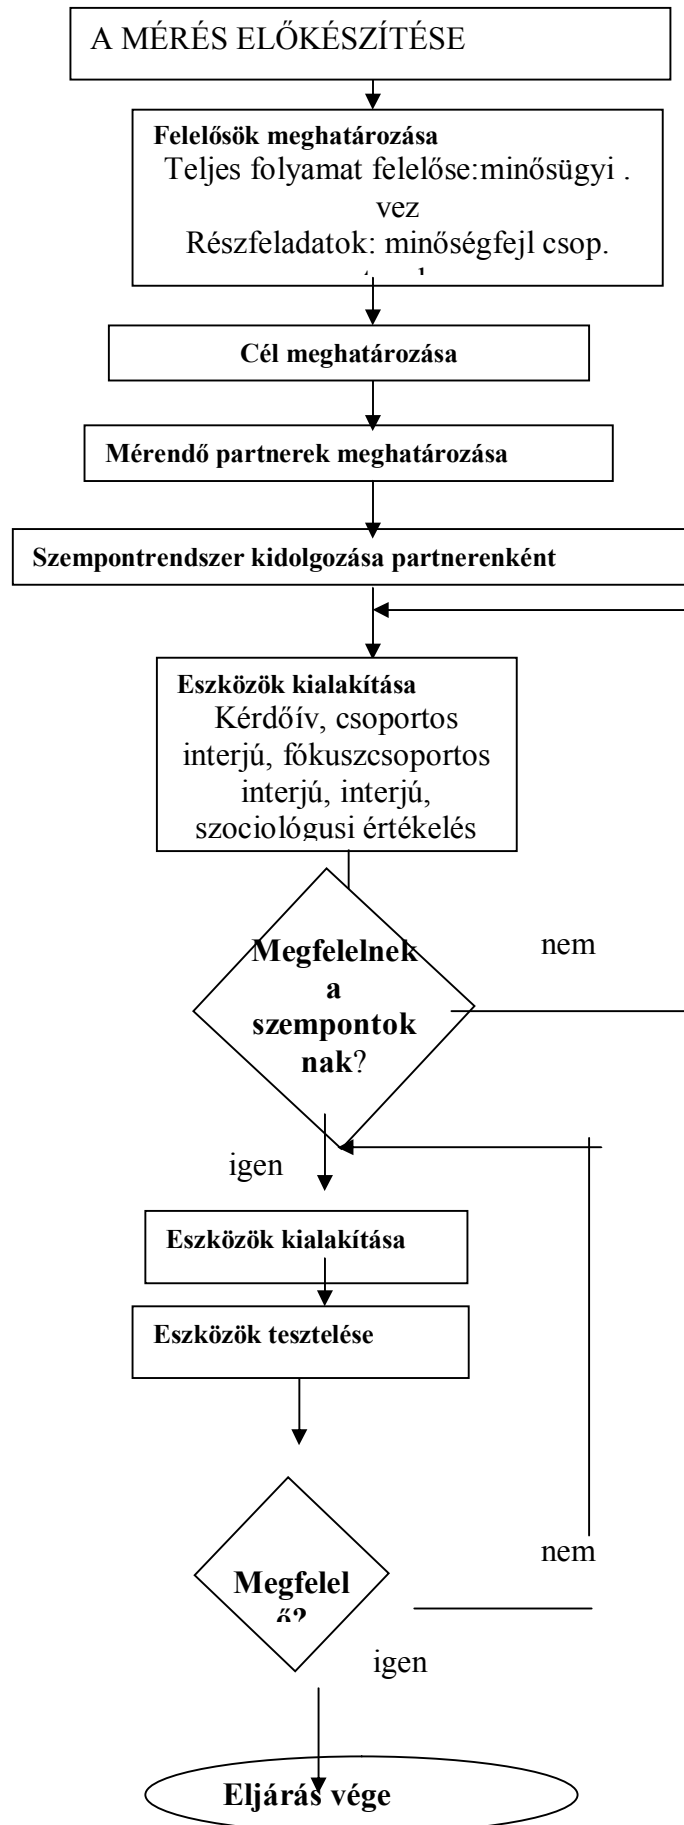 A MÉRÉS ELŐKÉSZÍTÉSE
Felelősök meghatározása
Teljes folyamat felelőse:minősügyi .
vez
Részfeladatok: minőségfejl csop.
Cél meghatározása
Mérendő partnerek meghatározása
Szempontrendszer kidolgozása partnerenként
Eszközök kialakítása
Kérdőív, csoportos
interjú, fókuszcsoportos
interjú, interjú,
szociológusi értékelés
Megfelelnek
a
szempontok
nak?
nem
igen
Eszközök kialakítása
Eszközök tesztelése
nem
Megfelel
ő?
igen
Eljárás vége